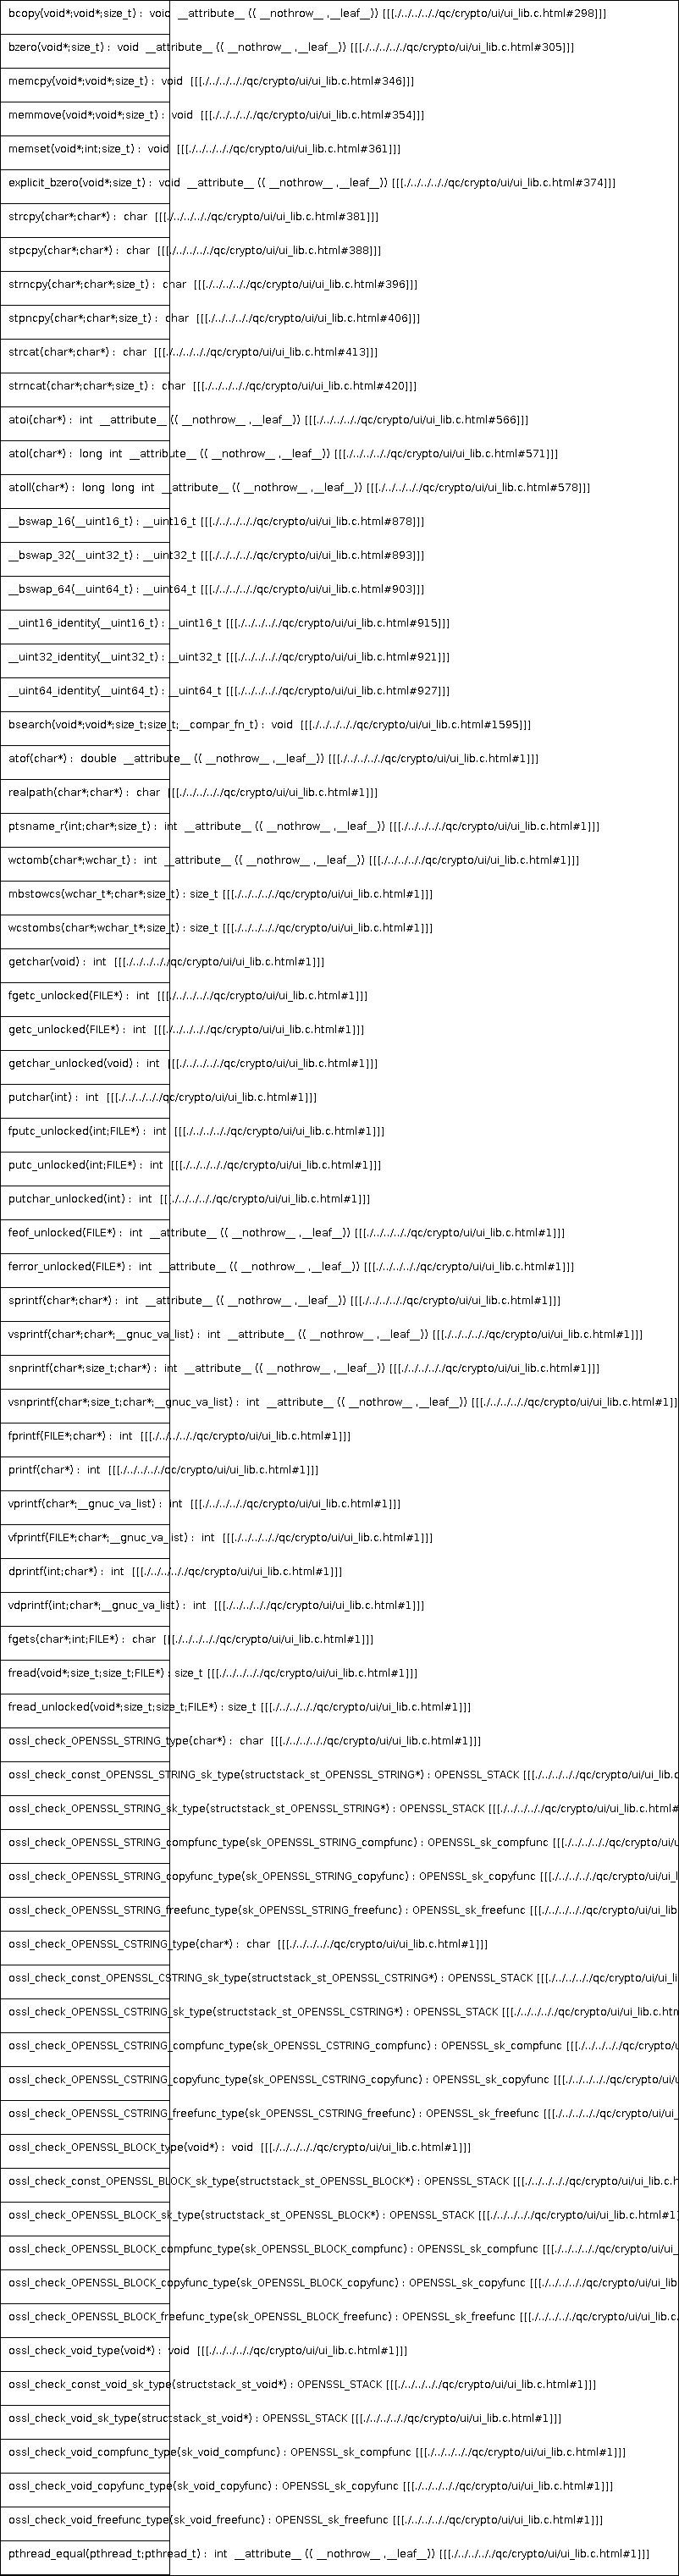 bcopy(void*;void*;size_t) : void __attribute__ (( __nothrow__ ,__leaf__)) [[[./../../../../qc/crypto/ui/ui_lib.c.html#298]]]
bzero(void*;size_t) : void __attribute__ (( __nothrow__ ,__leaf__)) [[[./../../../../qc/crypto/ui/ui_lib.c.html#305]]]
memcpy(void*;void*;size_t) : void [[[./../../../../qc/crypto/ui/ui_lib.c.html#346]]]
memmove(void*;void*;size_t) : void [[[./../../../../qc/crypto/ui/ui_lib.c.html#354]]]
memset(void*;int;size_t) : void [[[./../../../../qc/crypto/ui/ui_lib.c.html#361]]]
explicit_bzero(void*;size_t) : void __attribute__ (( __nothrow__ ,__leaf__)) [[[./../../../../qc/crypto/ui/ui_lib.c.html#374]]]
strcpy(char*;char*) : char [[[./../../../../qc/crypto/ui/ui_lib.c.html#381]]]
stpcpy(char*;char*) : char [[[./../../../../qc/crypto/ui/ui_lib.c.html#388]]]
strncpy(char*;char*;size_t) : char [[[./../../../../qc/crypto/ui/ui_lib.c.html#396]]]
stpncpy(char*;char*;size_t) : char [[[./../../../../qc/crypto/ui/ui_lib.c.html#406]]]
strcat(char*;char*) : char [[[./../../../../qc/crypto/ui/ui_lib.c.html#413]]]
strncat(char*;char*;size_t) : char [[[./../../../../qc/crypto/ui/ui_lib.c.html#420]]]
atoi(char*) : int __attribute__ (( __nothrow__ ,__leaf__)) [[[./../../../../qc/crypto/ui/ui_lib.c.html#566]]]
atol(char*) : long int __attribute__ (( __nothrow__ ,__leaf__)) [[[./../../../../qc/crypto/ui/ui_lib.c.html#571]]]
atoll(char*) : long long int __attribute__ (( __nothrow__ ,__leaf__)) [[[./../../../../qc/crypto/ui/ui_lib.c.html#578]]]
__bswap_16(__uint16_t) : __uint16_t [[[./../../../../qc/crypto/ui/ui_lib.c.html#878]]]
__bswap_32(__uint32_t) : __uint32_t [[[./../../../../qc/crypto/ui/ui_lib.c.html#893]]]
__bswap_64(__uint64_t) : __uint64_t [[[./../../../../qc/crypto/ui/ui_lib.c.html#903]]]
__uint16_identity(__uint16_t) : __uint16_t [[[./../../../../qc/crypto/ui/ui_lib.c.html#915]]]
__uint32_identity(__uint32_t) : __uint32_t [[[./../../../../qc/crypto/ui/ui_lib.c.html#921]]]
__uint64_identity(__uint64_t) : __uint64_t [[[./../../../../qc/crypto/ui/ui_lib.c.html#927]]]
bsearch(void*;void*;size_t;size_t;__compar_fn_t) : void [[[./../../../../qc/crypto/ui/ui_lib.c.html#1595]]]
atof(char*) : double __attribute__ (( __nothrow__ ,__leaf__)) [[[./../../../../qc/crypto/ui/ui_lib.c.html#1]]]
realpath(char*;char*) : char [[[./../../../../qc/crypto/ui/ui_lib.c.html#1]]]
ptsname_r(int;char*;size_t) : int __attribute__ (( __nothrow__ ,__leaf__)) [[[./../../../../qc/crypto/ui/ui_lib.c.html#1]]]
wctomb(char*;wchar_t) : int __attribute__ (( __nothrow__ ,__leaf__)) [[[./../../../../qc/crypto/ui/ui_lib.c.html#1]]]
mbstowcs(wchar_t*;char*;size_t) : size_t [[[./../../../../qc/crypto/ui/ui_lib.c.html#1]]]
wcstombs(char*;wchar_t*;size_t) : size_t [[[./../../../../qc/crypto/ui/ui_lib.c.html#1]]]
getchar(void) : int [[[./../../../../qc/crypto/ui/ui_lib.c.html#1]]]
fgetc_unlocked(FILE*) : int [[[./../../../../qc/crypto/ui/ui_lib.c.html#1]]]
getc_unlocked(FILE*) : int [[[./../../../../qc/crypto/ui/ui_lib.c.html#1]]]
getchar_unlocked(void) : int [[[./../../../../qc/crypto/ui/ui_lib.c.html#1]]]
putchar(int) : int [[[./../../../../qc/crypto/ui/ui_lib.c.html#1]]]
fputc_unlocked(int;FILE*) : int [[[./../../../../qc/crypto/ui/ui_lib.c.html#1]]]
putc_unlocked(int;FILE*) : int [[[./../../../../qc/crypto/ui/ui_lib.c.html#1]]]
putchar_unlocked(int) : int [[[./../../../../qc/crypto/ui/ui_lib.c.html#1]]]
feof_unlocked(FILE*) : int __attribute__ (( __nothrow__ ,__leaf__)) [[[./../../../../qc/crypto/ui/ui_lib.c.html#1]]]
ferror_unlocked(FILE*) : int __attribute__ (( __nothrow__ ,__leaf__)) [[[./../../../../qc/crypto/ui/ui_lib.c.html#1]]]
sprintf(char*;char*) : int __attribute__ (( __nothrow__ ,__leaf__)) [[[./../../../../qc/crypto/ui/ui_lib.c.html#1]]]
vsprintf(char*;char*;__gnuc_va_list) : int __attribute__ (( __nothrow__ ,__leaf__)) [[[./../../../../qc/crypto/ui/ui_lib.c.html#1]]]
snprintf(char*;size_t;char*) : int __attribute__ (( __nothrow__ ,__leaf__)) [[[./../../../../qc/crypto/ui/ui_lib.c.html#1]]]
vsnprintf(char*;size_t;char*;__gnuc_va_list) : int __attribute__ (( __nothrow__ ,__leaf__)) [[[./../../../../qc/crypto/ui/ui_lib.c.html#1]]
fprintf(FILE*;char*) : int [[[./../../../../qc/crypto/ui/ui_lib.c.html#1]]]
printf(char*) : int [[[./../../../../qc/crypto/ui/ui_lib.c.html#1]]]
vprintf(char*;__gnuc_va_list) : int [[[./../../../../qc/crypto/ui/ui_lib.c.html#1]]]
vfprintf(FILE*;char*;__gnuc_va_list) : int [[[./../../../../qc/crypto/ui/ui_lib.c.html#1]]]
dprintf(int;char*) : int [[[./../../../../qc/crypto/ui/ui_lib.c.html#1]]]
vdprintf(int;char*;__gnuc_va_list) : int [[[./../../../../qc/crypto/ui/ui_lib.c.html#1]]]
fgets(char*;int;FILE*) : char [[[./../../../../qc/crypto/ui/ui_lib.c.html#1]]]
fread(void*;size_t;size_t;FILE*) : size_t [[[./../../../../qc/crypto/ui/ui_lib.c.html#1]]]
fread_unlocked(void*;size_t;size_t;FILE*) : size_t [[[./../../../../qc/crypto/ui/ui_lib.c.html#1]]]
ossl_check_OPENSSL_STRING_type(char*) : char [[[./../../../../qc/crypto/ui/ui_lib.c.html#1]]]
ossl_check_const_OPENSSL_STRING_sk_type(structstack_st_OPENSSL_STRING*) : OPENSSL_STACK [[[./../../../../qc/crypto/ui/ui_lib.c
ossl_check_OPENSSL_STRING_sk_type(structstack_st_OPENSSL_STRING*) : OPENSSL_STACK [[[./../../../../qc/crypto/ui/ui_lib.c.html#
ossl_check_OPENSSL_STRING_compfunc_type(sk_OPENSSL_STRING_compfunc) : OPENSSL_sk_compfunc [[[./../../../../qc/crypto/ui/u
ossl_check_OPENSSL_STRING_copyfunc_type(sk_OPENSSL_STRING_copyfunc) : OPENSSL_sk_copyfunc [[[./../../../../qc/crypto/ui/ui_l
ossl_check_OPENSSL_STRING_freefunc_type(sk_OPENSSL_STRING_freefunc) : OPENSSL_sk_freefunc [[[./../../../../qc/crypto/ui/ui_lib
ossl_check_OPENSSL_CSTRING_type(char*) : char [[[./../../../../qc/crypto/ui/ui_lib.c.html#1]]]
ossl_check_const_OPENSSL_CSTRING_sk_type(structstack_st_OPENSSL_CSTRING*) : OPENSSL_STACK [[[./../../../../qc/crypto/ui/ui_li
ossl_check_OPENSSL_CSTRING_sk_type(structstack_st_OPENSSL_CSTRING*) : OPENSSL_STACK [[[./../../../../qc/crypto/ui/ui_lib.c.htm
ossl_check_OPENSSL_CSTRING_compfunc_type(sk_OPENSSL_CSTRING_compfunc) : OPENSSL_sk_compfunc [[[./../../../../qc/crypto/u
ossl_check_OPENSSL_CSTRING_copyfunc_type(sk_OPENSSL_CSTRING_copyfunc) : OPENSSL_sk_copyfunc [[[./../../../../qc/crypto/ui/u
ossl_check_OPENSSL_CSTRING_freefunc_type(sk_OPENSSL_CSTRING_freefunc) : OPENSSL_sk_freefunc [[[./../../../../qc/crypto/ui/ui_
ossl_check_OPENSSL_BLOCK_type(void*) : void [[[./../../../../qc/crypto/ui/ui_lib.c.html#1]]]
ossl_check_const_OPENSSL_BLOCK_sk_type(structstack_st_OPENSSL_BLOCK*) : OPENSSL_STACK [[[./../../../../qc/crypto/ui/ui_lib.c.h
ossl_check_OPENSSL_BLOCK_sk_type(structstack_st_OPENSSL_BLOCK*) : OPENSSL_STACK [[[./../../../../qc/crypto/ui/ui_lib.c.html#1]
ossl_check_OPENSSL_BLOCK_compfunc_type(sk_OPENSSL_BLOCK_compfunc) : OPENSSL_sk_compfunc [[[./../../../../qc/crypto/ui/ui_
ossl_check_OPENSSL_BLOCK_copyfunc_type(sk_OPENSSL_BLOCK_copyfunc) : OPENSSL_sk_copyfunc [[[./../../../../qc/crypto/ui/ui_lib
ossl_check_OPENSSL_BLOCK_freefunc_type(sk_OPENSSL_BLOCK_freefunc) : OPENSSL_sk_freefunc [[[./../../../../qc/crypto/ui/ui_lib.c.
ossl_check_void_type(void*) : void [[[./../../../../qc/crypto/ui/ui_lib.c.html#1]]]
ossl_check_const_void_sk_type(structstack_st_void*) : OPENSSL_STACK [[[./../../../../qc/crypto/ui/ui_lib.c.html#1]]]
ossl_check_void_sk_type(structstack_st_void*) : OPENSSL_STACK [[[./../../../../qc/crypto/ui/ui_lib.c.html#1]]]
ossl_check_void_compfunc_type(sk_void_compfunc) : OPENSSL_sk_compfunc [[[./../../../../qc/crypto/ui/ui_lib.c.html#1]]]
ossl_check_void_copyfunc_type(sk_void_copyfunc) : OPENSSL_sk_copyfunc [[[./../../../../qc/crypto/ui/ui_lib.c.html#1]]]
ossl_check_void_freefunc_type(sk_void_freefunc) : OPENSSL_sk_freefunc [[[./../../../../qc/crypto/ui/ui_lib.c.html#1]]]
pthread_equal(pthread_t;pthread_t) : int __attribute__ (( __nothrow__ ,__leaf__)) [[[./../../../../qc/crypto/ui/ui_lib.c.html#1]]]